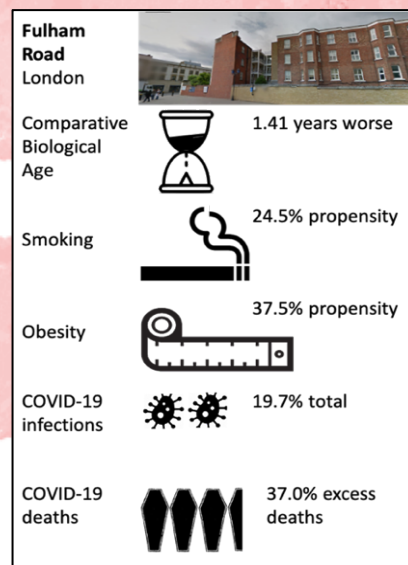 Fulham
Road
London
Comparative
Biological
Age
1.41 years worse
Smoking
24.5% propensity
Obesity
37.5% propensity
COVID-19
infections
19.7% total
COVID-19
deaths
37.0% excess
deaths